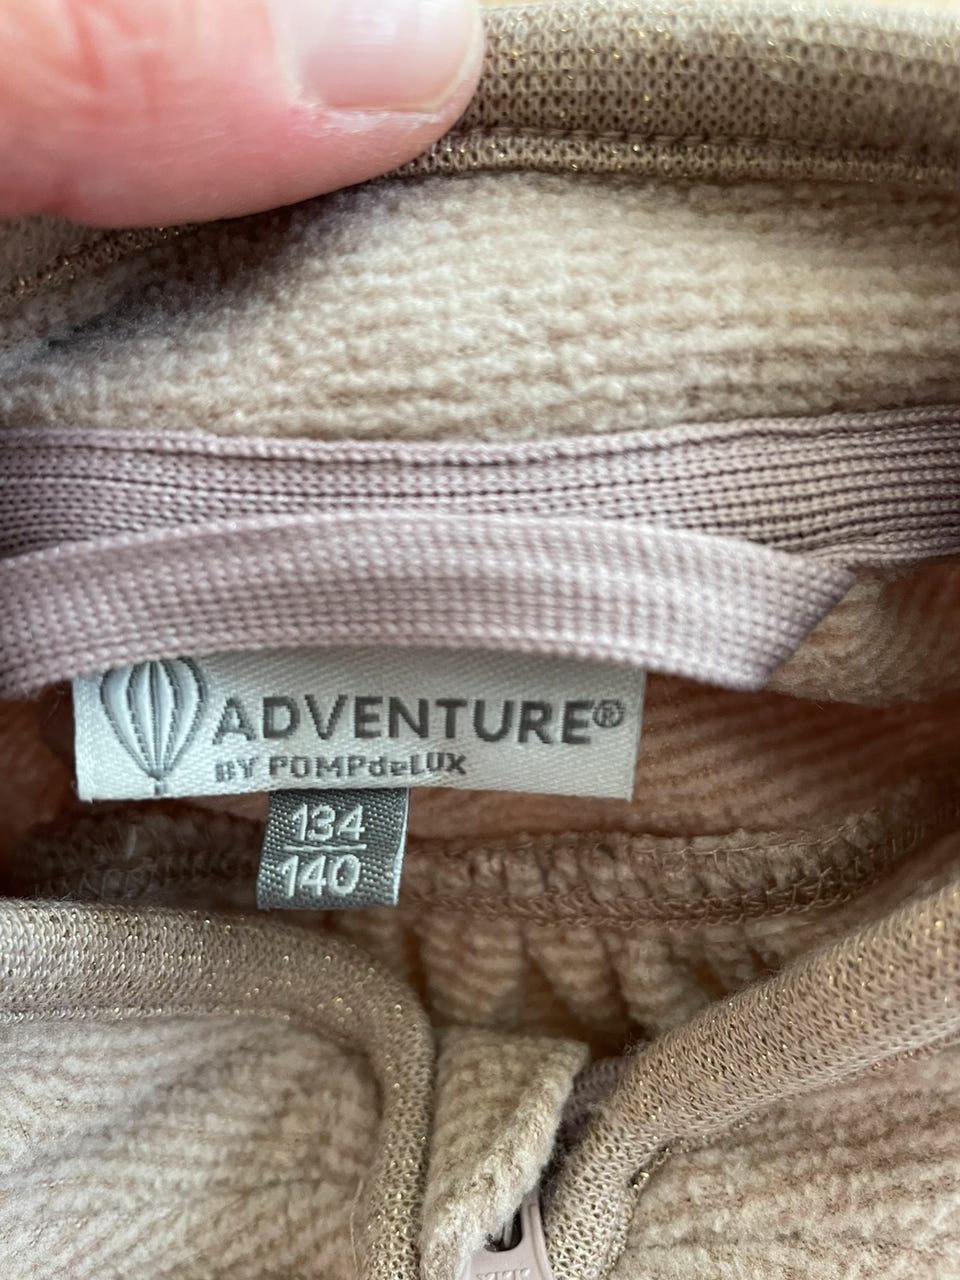 ADVENTURE®
BY POMPdeLUX
134
140